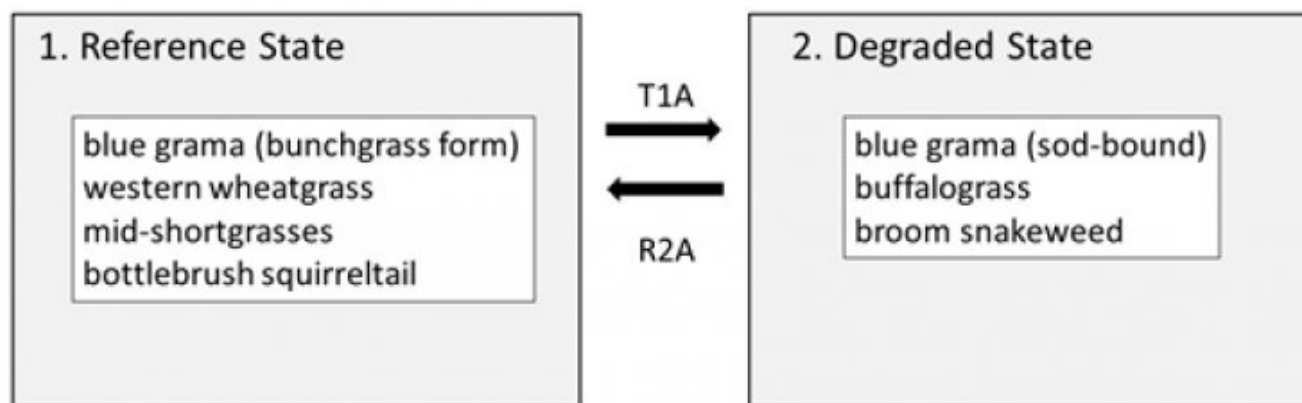 1. Reference State
blue grama (bunchgrass form)
western wheatgrass
mid-shortgrasses
bottlebrush squirreltail
T1A
R2A
2. Degraded State
blue grama (sod-bound)
buffalograss
broom snakeweed